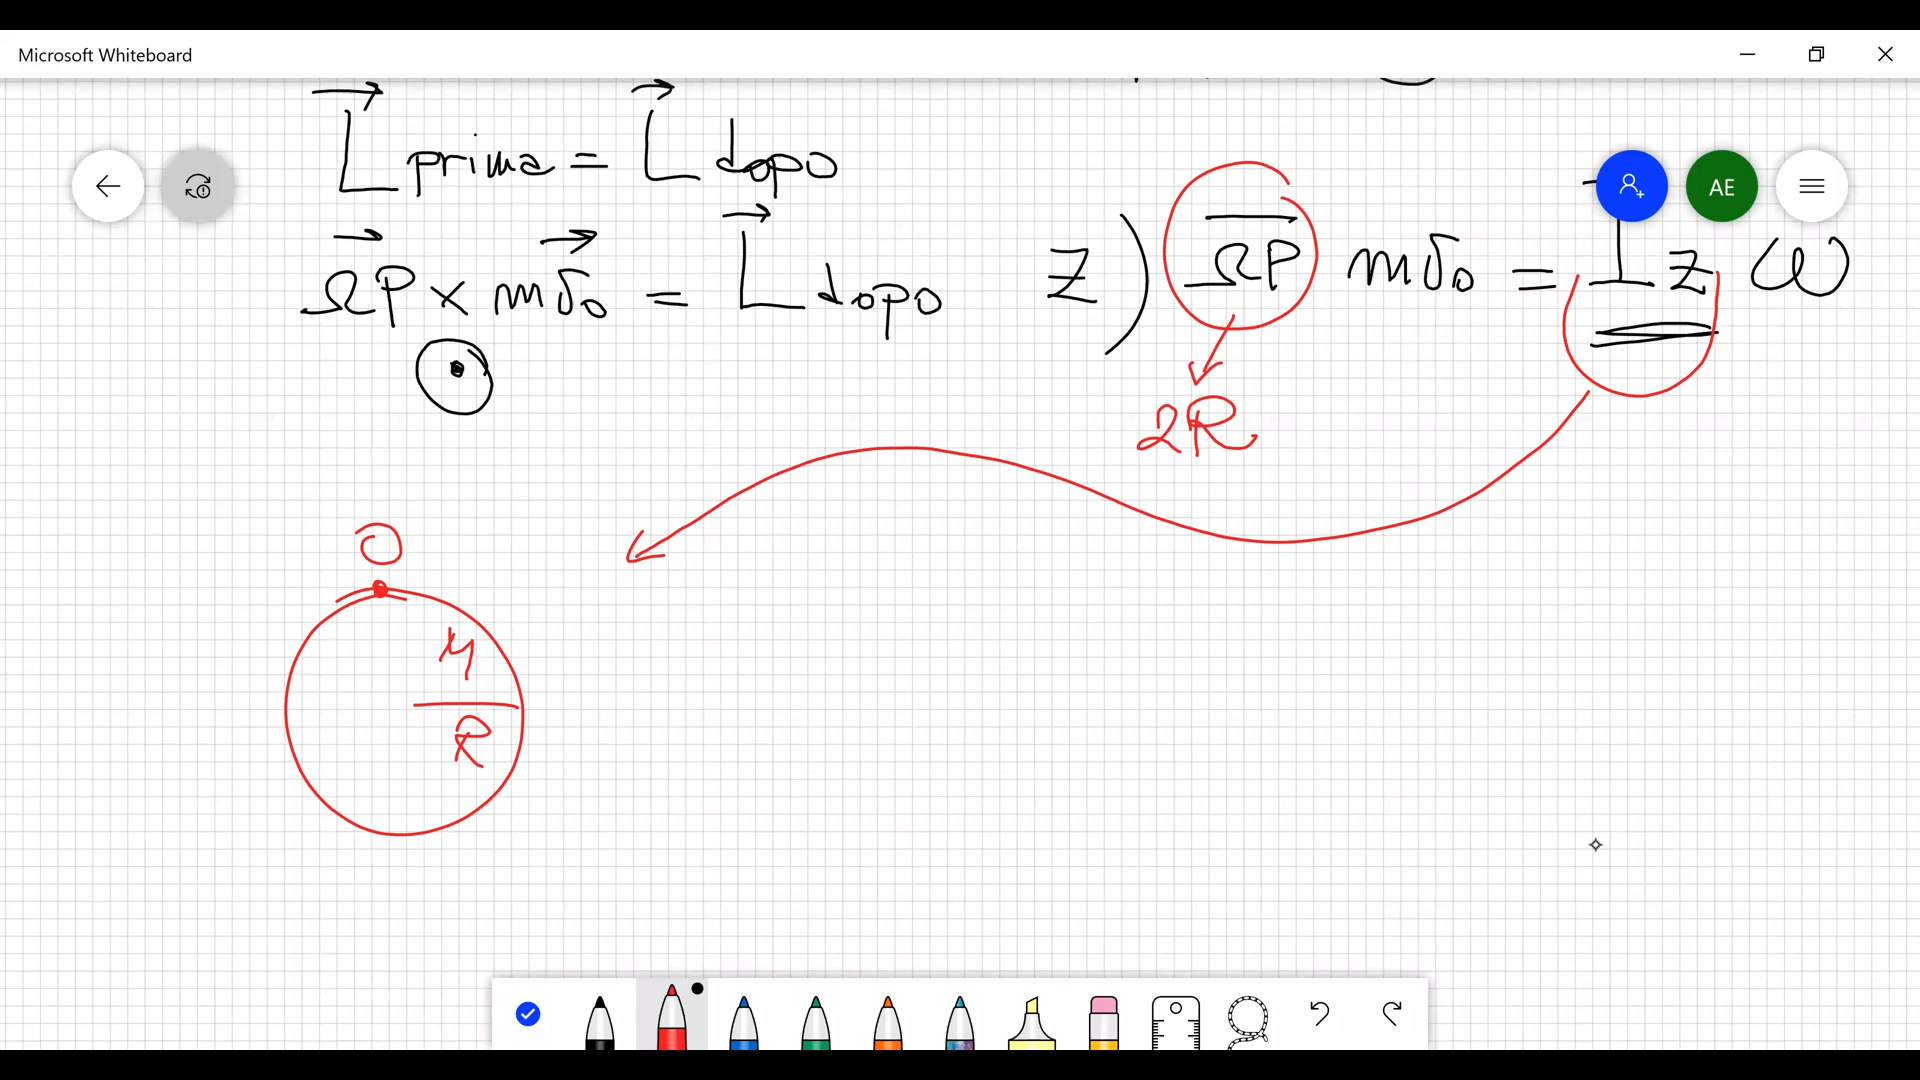 Microsoft Whiteboard
L prima = L dopo
AE
ΩP × mv₀ = L dopo
z) ΩP mv₀ = Iz ω
2R
O
M
R